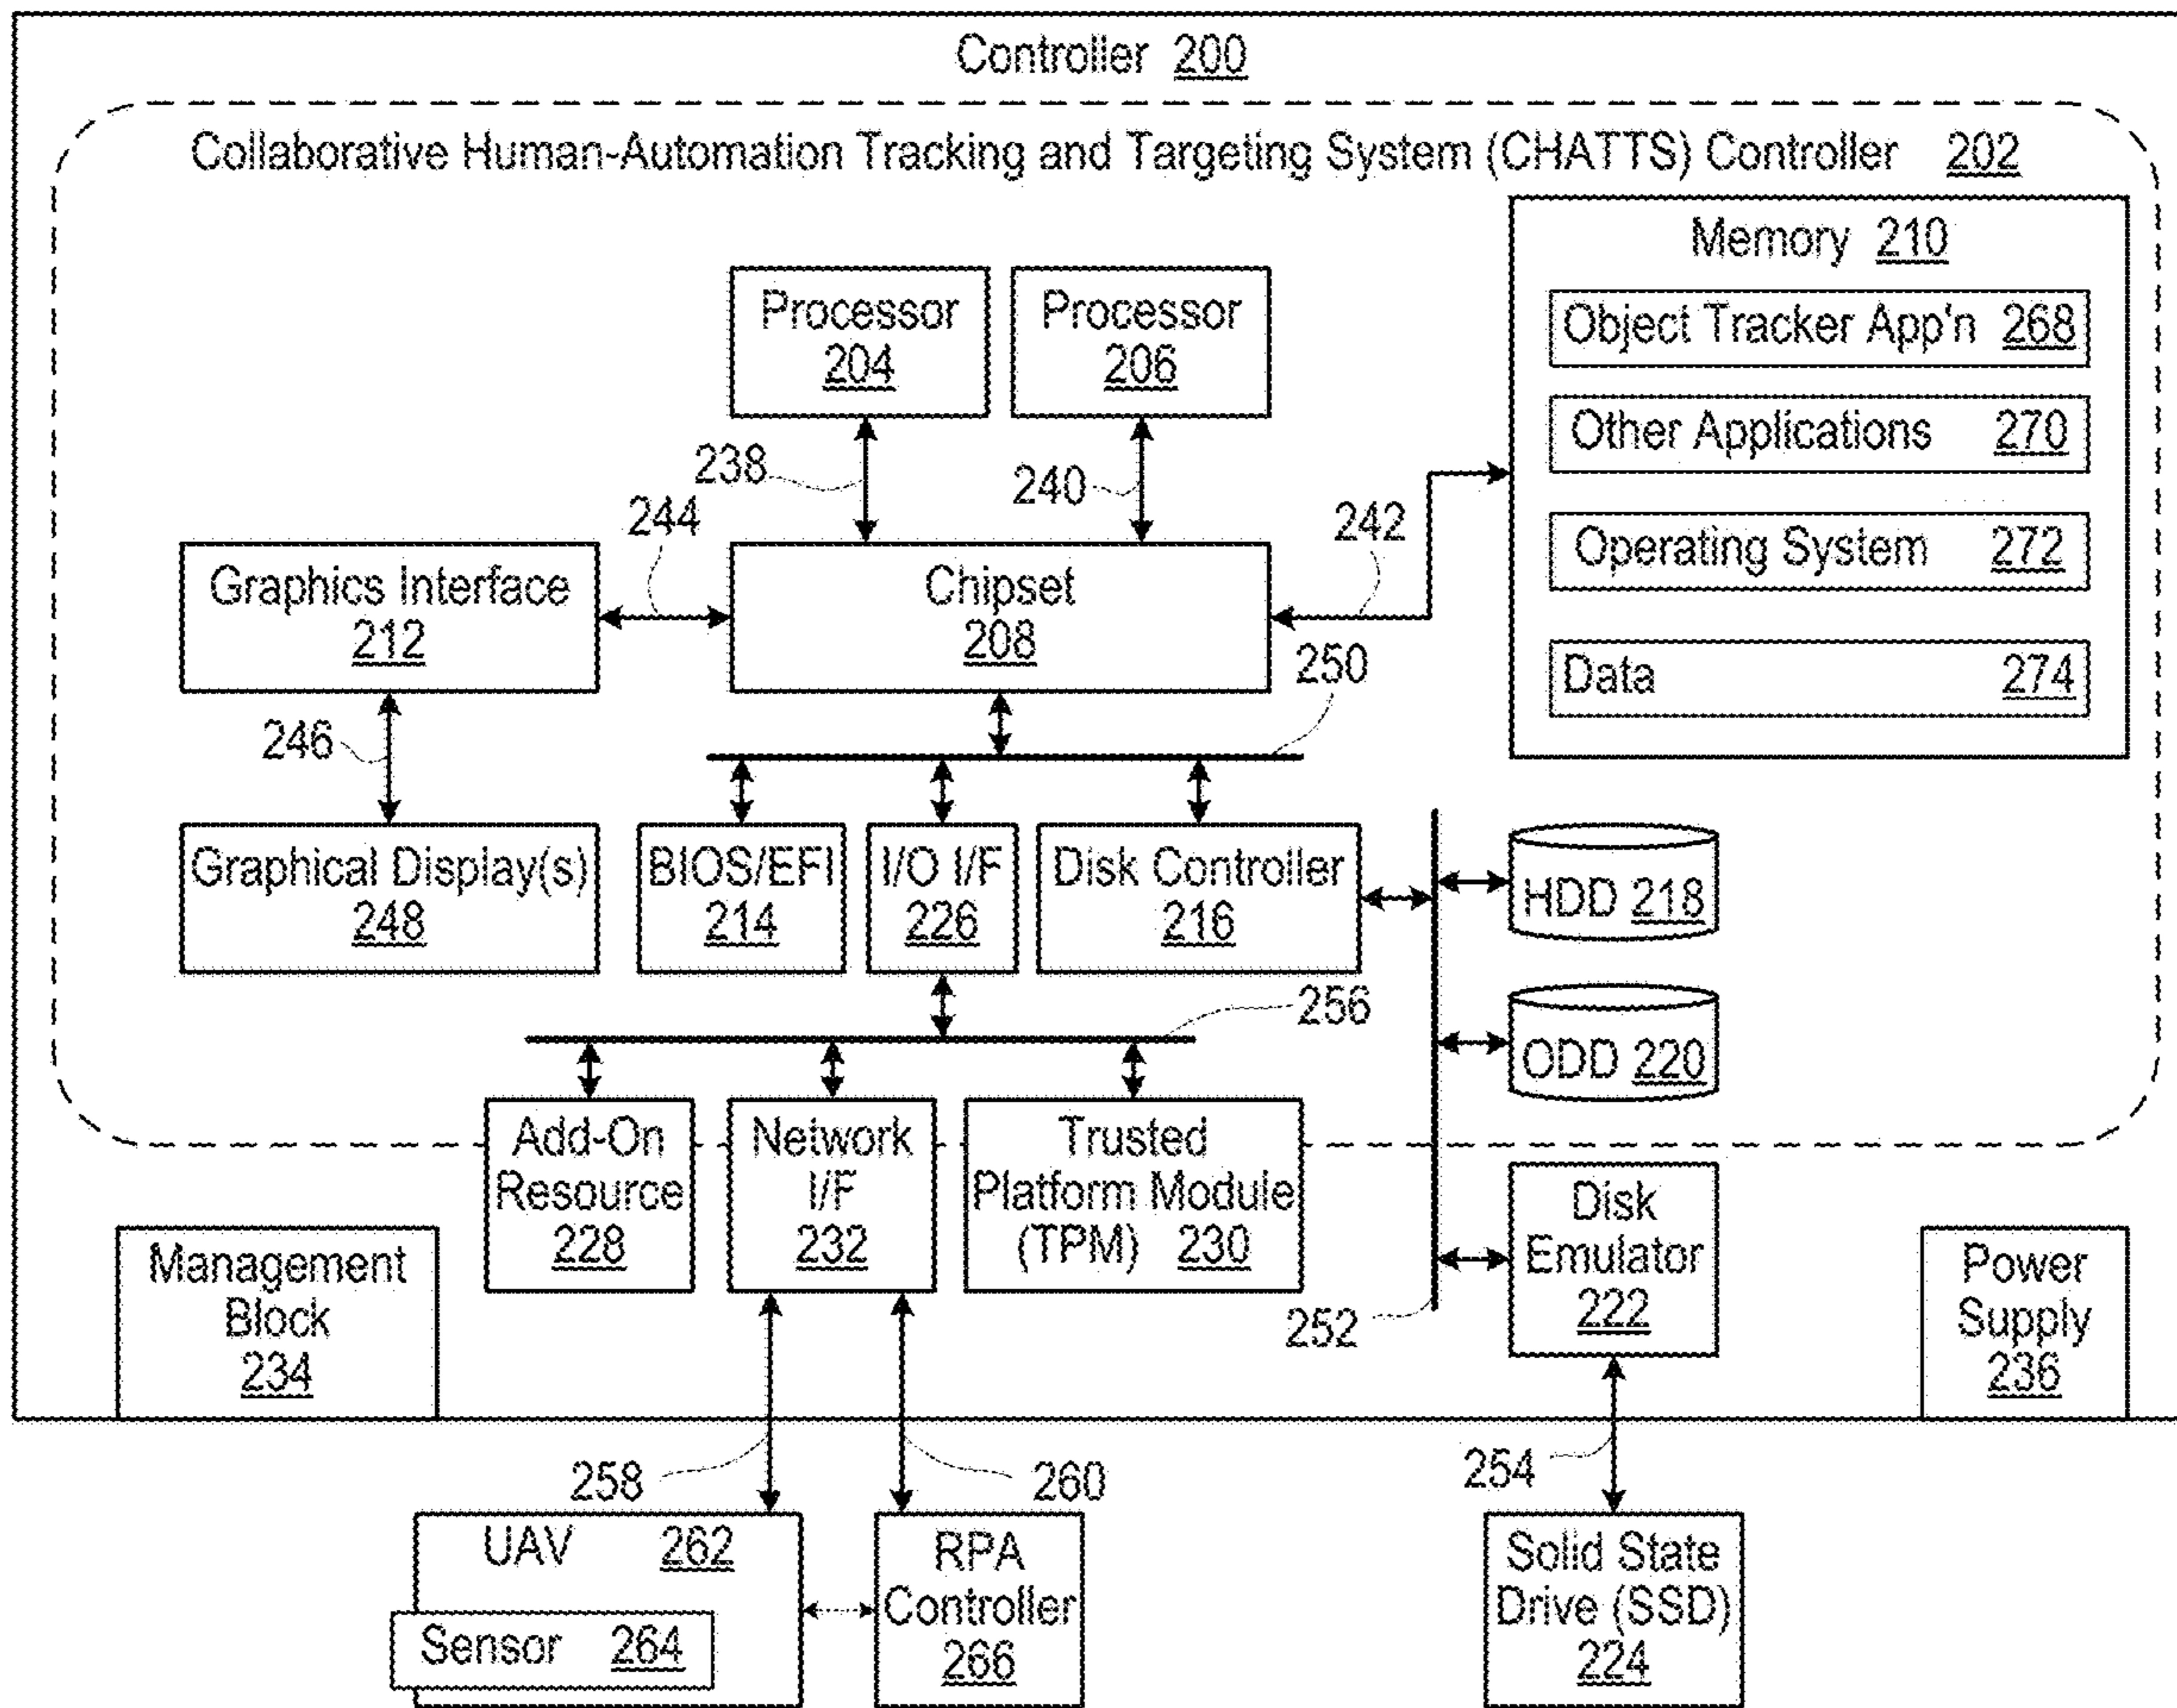 Controller 200
Collaborative Human-Automation Tracking and Targeting System (CHATTS) Controller 202
Memory 210
Object Tracker App'n 268
Other Applications 270
Operating System 272
Data 274
Processor
204
Processor
206
238
240
244
242
Graphics Interface
212
Chipset
208
250
246
Graphical Display(s)
248
BIOS/EFI
214
I/O I/F
226
Disk Controller
216
HDD 218
256
ODD 220
Add-On
Resource
228
Network
I/F
232
Trusted
Platform Module
(TPM) 230
252
Disk
Emulator
222
Management
Block
234
Power
Supply
236
258
260
254
UAV 262
Sensor 264
RPA
Controller
266
Solid State
Drive (SSD)
224